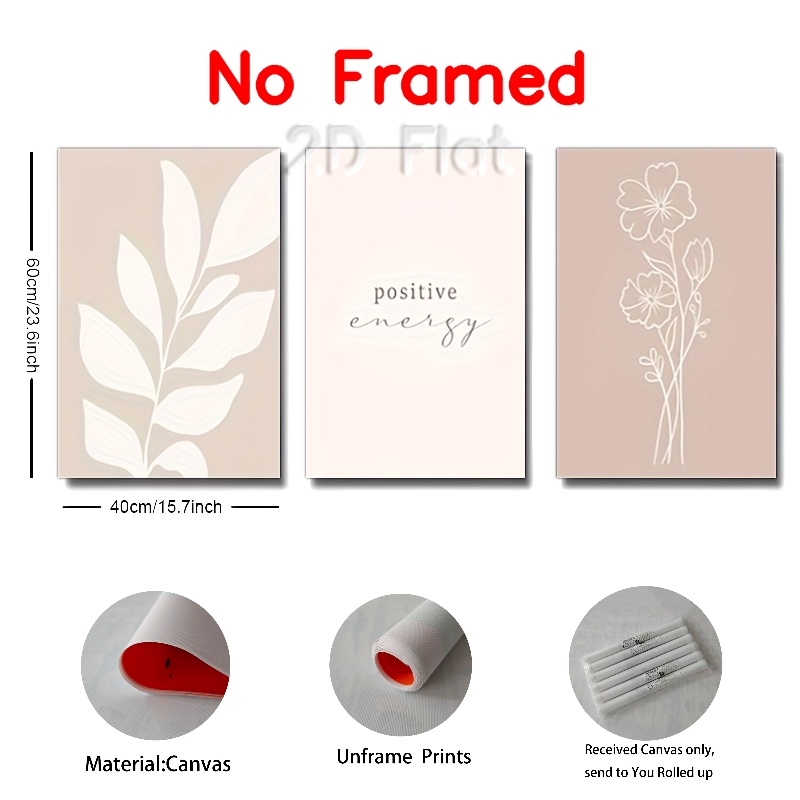 No Framed
2D Flat
60cm/23.6inch
positive
energy
40cm/15.7inch
Material:Canvas
Unframe Prints
Received Canvas only,
send to You Rolled up